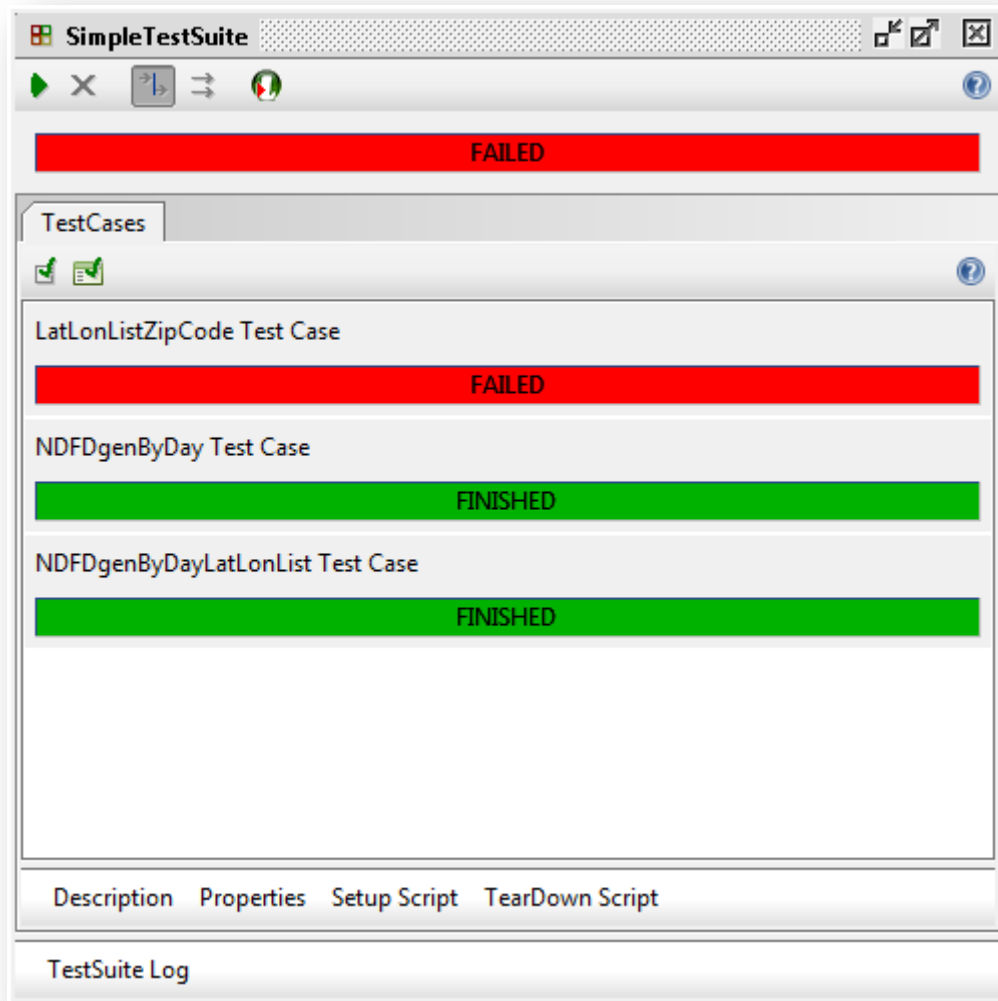 SimpleTestSuite
FAILED
TestCases
LatLonListZipCode Test Case
FAILED
NDFDgenByDay Test Case
FINISHED
NDFDgenByDayLatLonList Test Case
FINISHED
Description Properties Setup Script TearDown Script
TestSuite Log